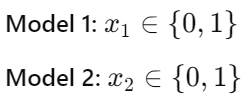 Model 1: x₁ ∈ {0, 1}
Model 2: x₂ ∈ {0, 1}